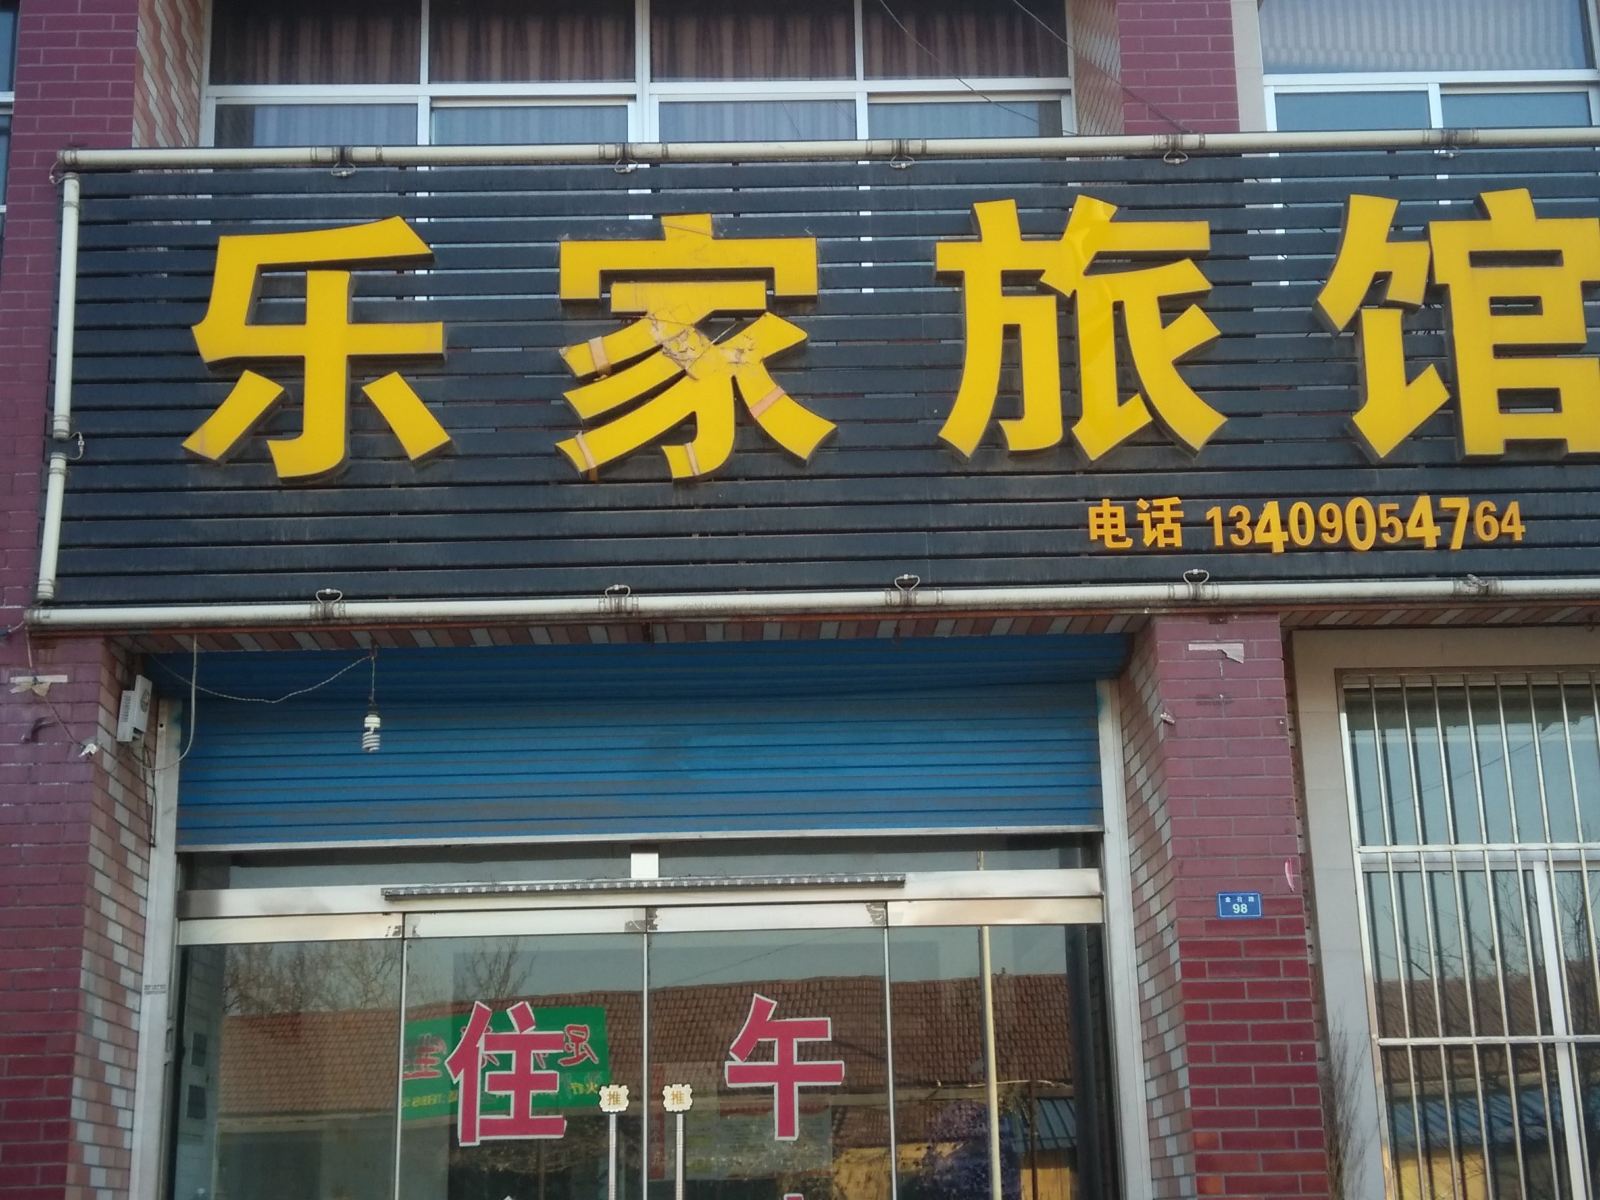 乐家旅馆
电话 13409054764
98
住 午
推 推